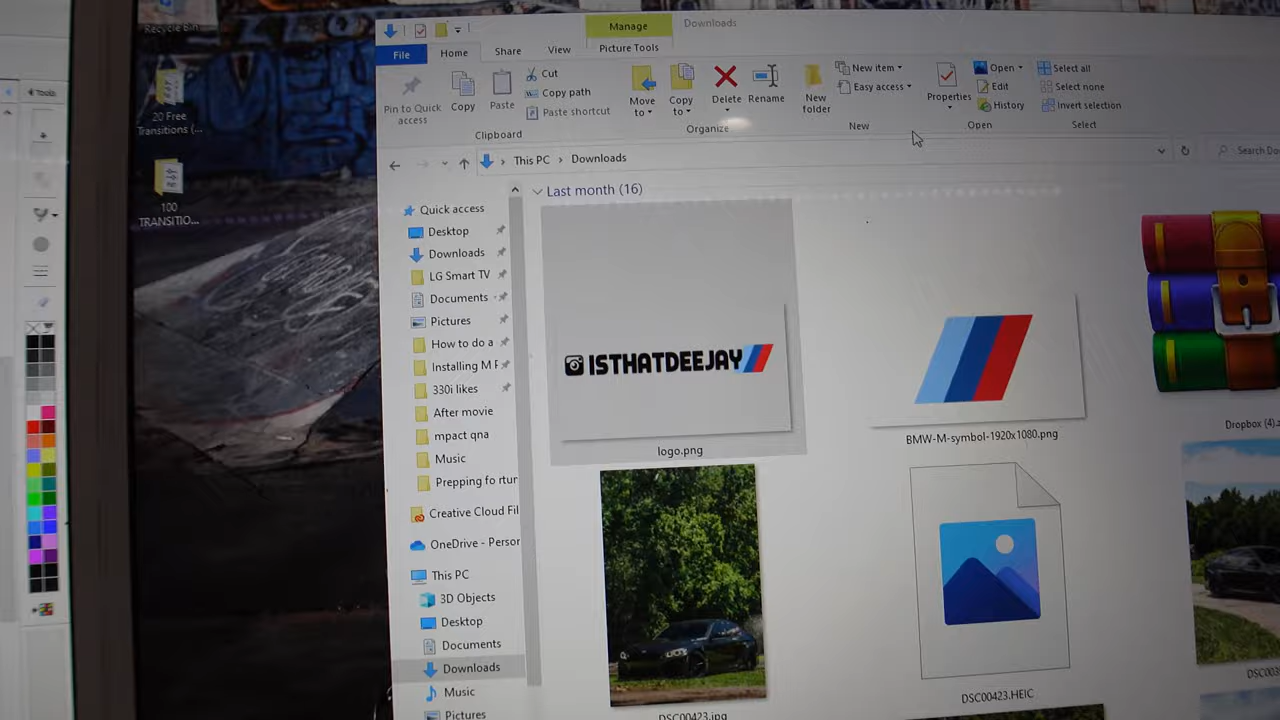 Recycle Bin
20 Free
Transitions (...
100
TRANSITIO...
Tools
Manage
Downloads
File
Home
Share
View
Picture Tools
Pin to Quick
access
Copy
Paste
Cut
Copy path
Paste shortcut
Clipboard
Move
to
Copy
to
Delete
Rename
Organize
New
folder
New item
Easy access
New
Properties
Open
Edit
History
Open
Select all
Select none
Invert selection
Select
This PC > Downloads
Search Do
Quick access
Desktop
Downloads
LG Smart TV
Documents
Pictures
How to do a
Installing M P
330i likes
After movie
mpact qna
Music
Prepping for tur
Creative Cloud Fil
OneDrive - Person
This PC
3D Objects
Desktop
Documents
Downloads
Music
Pictures
Last month (16)
ISTHATDEEJAY
logo.png
BMW-M-symbol-1920x1080.png
Dropbox (4).
DSC00423.jpg
DSC00423.HEIC